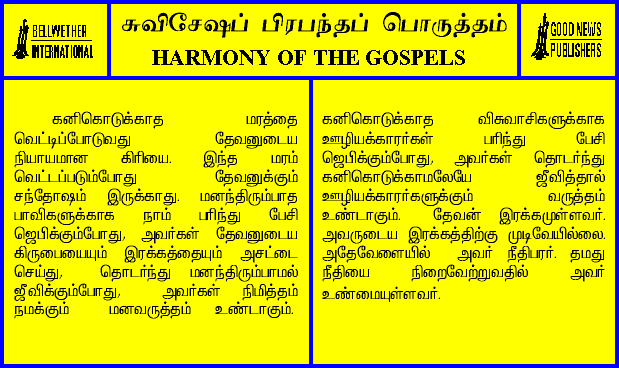 BELLWETHER
INTERNATIONAL
சுவிசேஷப் பிரபந்தப் பொருத்தம்
HARMONY OF THE GOSPELS
GOOD NEWS
PUBLISHERS
கனிகொடுக்காத மரத்தை
வெட்டிப்போடுவது தேவனுடைய
நியாயமான கிரியை. இந்த மரம்
வெட்டப்படும்போது தேவனுக்கும்
சந்தோஷம் இருக்காது. மனந்திரும்பாத
பாவிகளுக்காக நாம் பரிந்து பேசி
ஜெபிக்கும்போது, அவர்கள் தேவனுடைய
கிருபையையும் இரக்கத்தையும் அசட்டை
செய்து, தொடர்ந்து மனந்திரும்பாமல்
ஜீவிக்கும்போது, அவர்கள் நிமித்தம்
நமக்கும் மனவருத்தம் உண்டாகும்.
கனிகொடுக்காத விசுவாசிகளுக்காக
ஊழியக்காரர்கள் பரிந்து பேசி
ஜெபிக்கும்போது, அவர்கள் தொடர்ந்து
கனிகொடுக்காமலேயே ஜீவித்தால்
ஊழியக்காரர்களுக்கும் வருத்தம்
உண்டாகும். தேவன் இரக்கமுள்ளவர்.
அவருடைய இரக்கத்திற்கு முடிவேயில்லை.
அதேவேளையில் அவர் நீதிபரர். தமது
நீதியை நிறைவேற்றுவதில் அவர்
உண்மையுள்ளவர்.